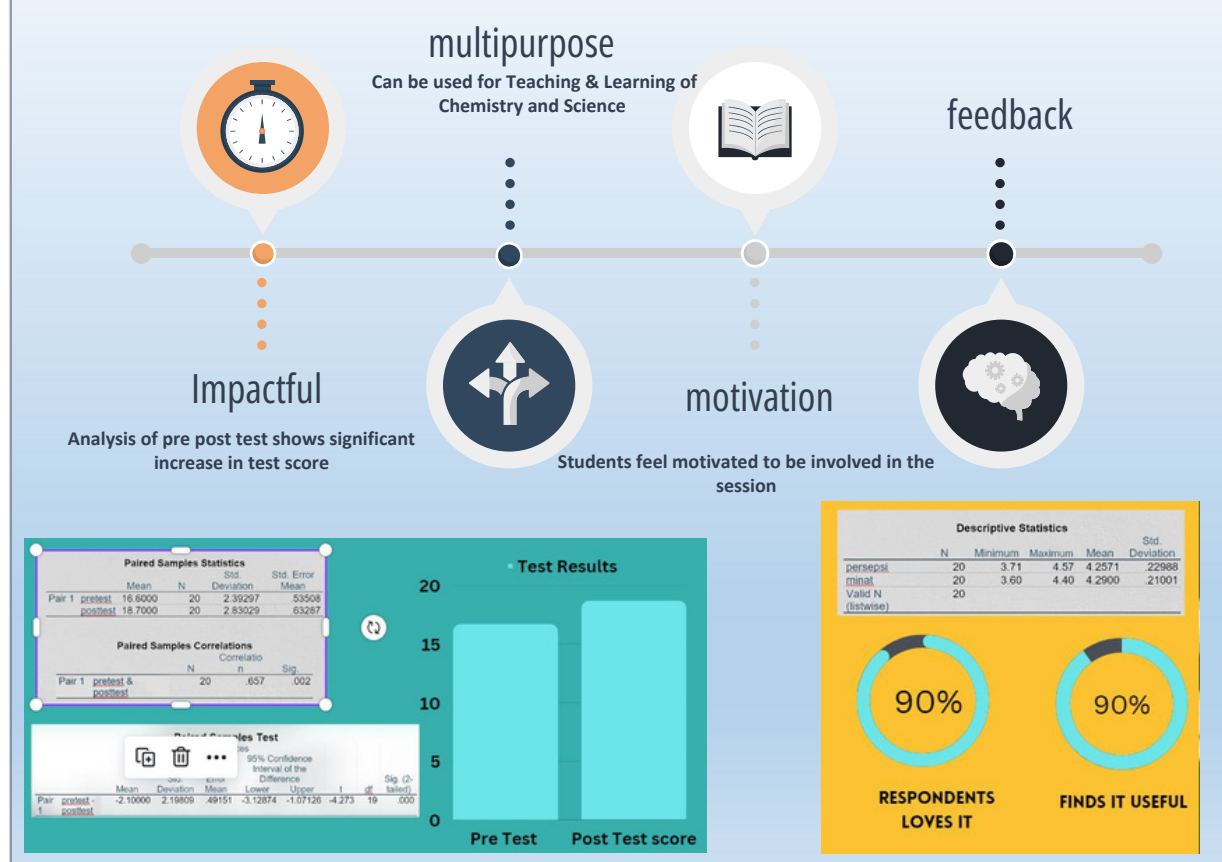 multipurpose
Can be used for Teaching & Learning of
Chemistry and Science
feedback
Impactful
Analysis of pre post test shows significant
increase in test score
motivation
Students feel motivated to be involved in the
session
Paired Samples Statistics
Std. Std. Error
Mean N Deviation Mean
Pair 1 pretest 16.6000 20 2.39297 .53508
posttest 18.7000 20 2.83029 .63287
Paired Samples Correlations
Correlatio
N n Sig.
Pair 1 pretest & 20 .657 .002
posttest
Samples Test
95% Confidence
Interval of the
Difference
Sig. (2-
Mean Deviation Mean Lower Upper t df tailed)
Pair pretest - -2.10000 2.19809 .49151 -3.12874 -1.07126 -4.273 19 .000
1 posttest
Test Results
20
15
10
5
0
Pre Test Post Test score
Descriptive Statistics
Std.
N Minimum Maximum Mean Deviation
persepsi 20 3.71 4.57 4.2571 .22988
minat 20 3.60 4.40 4.2900 .21001
Valid N 20
(listwise)
90%
90%
RESPONDENTS
LOVES IT
FINDS IT USEFUL